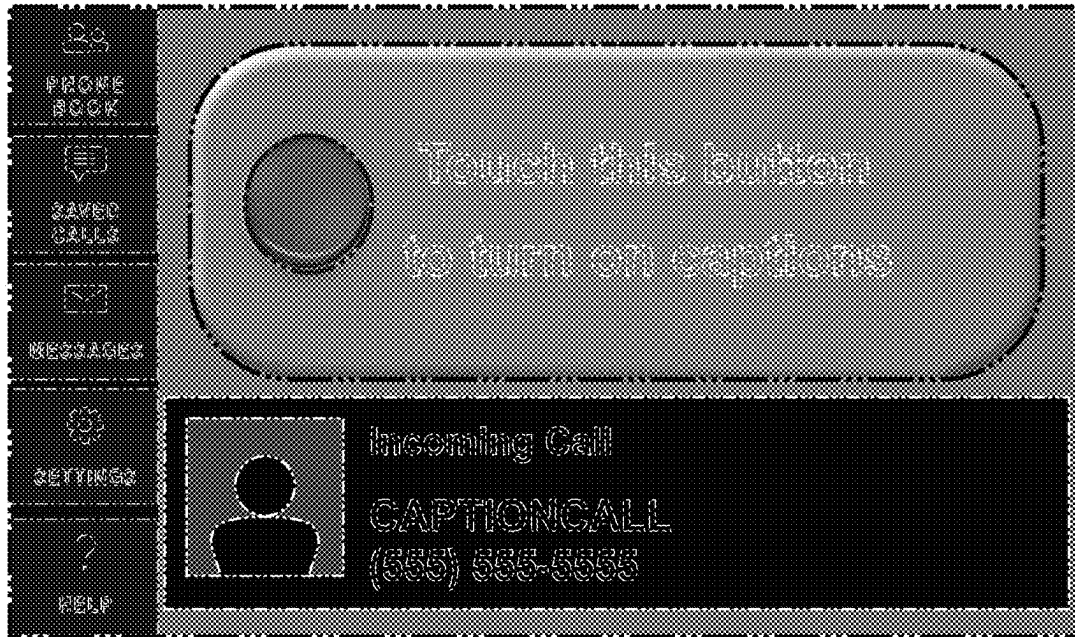 PHONE
BOOK
SAVED
CALLS
MESSAGES
SETTINGS
HELP
Touch this button
to turn on captions
Incoming Call
CAPTIONCALL
(555) 555-5555